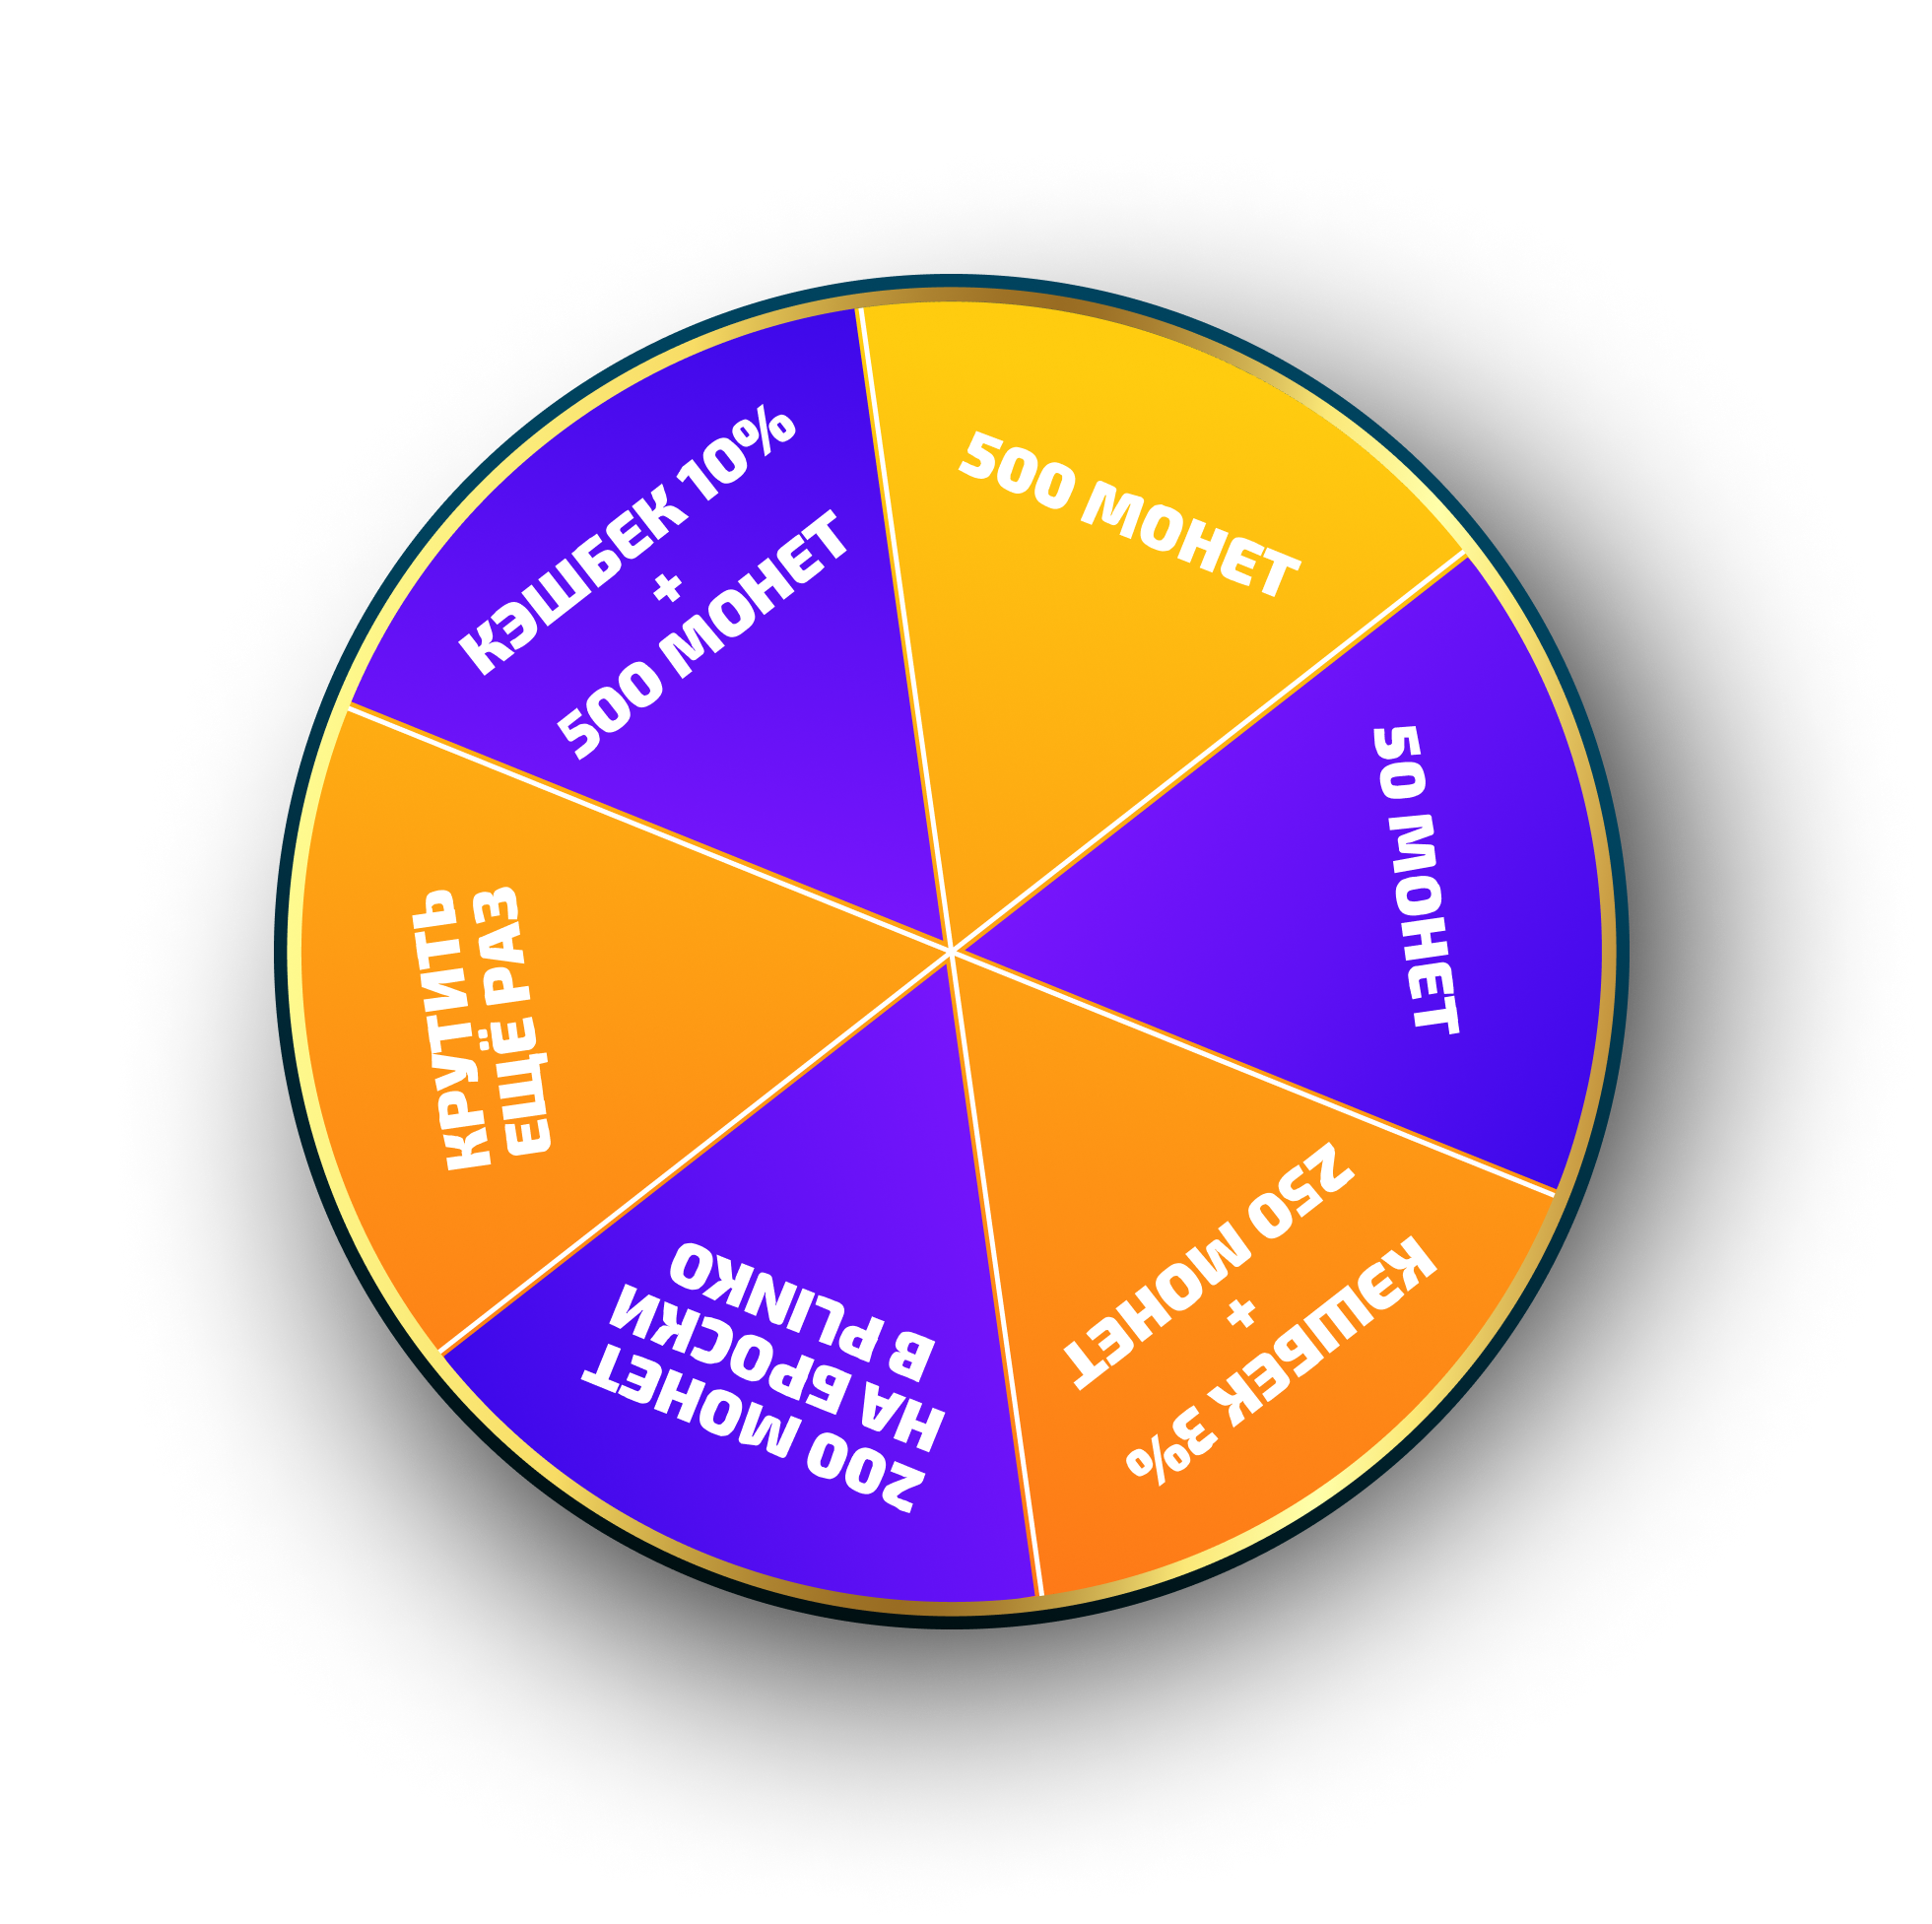 500 МОНЕТ
50 МОНЕТ
КЭШБЕК 3%
+
250 МОНЕТ
200 МОНЕТ
НА БРОСКИ
В PLINKO
КРУТИТЬ
ЕЩЁ РАЗ
КЭШБЕК 10%
+
500 МОНЕТ